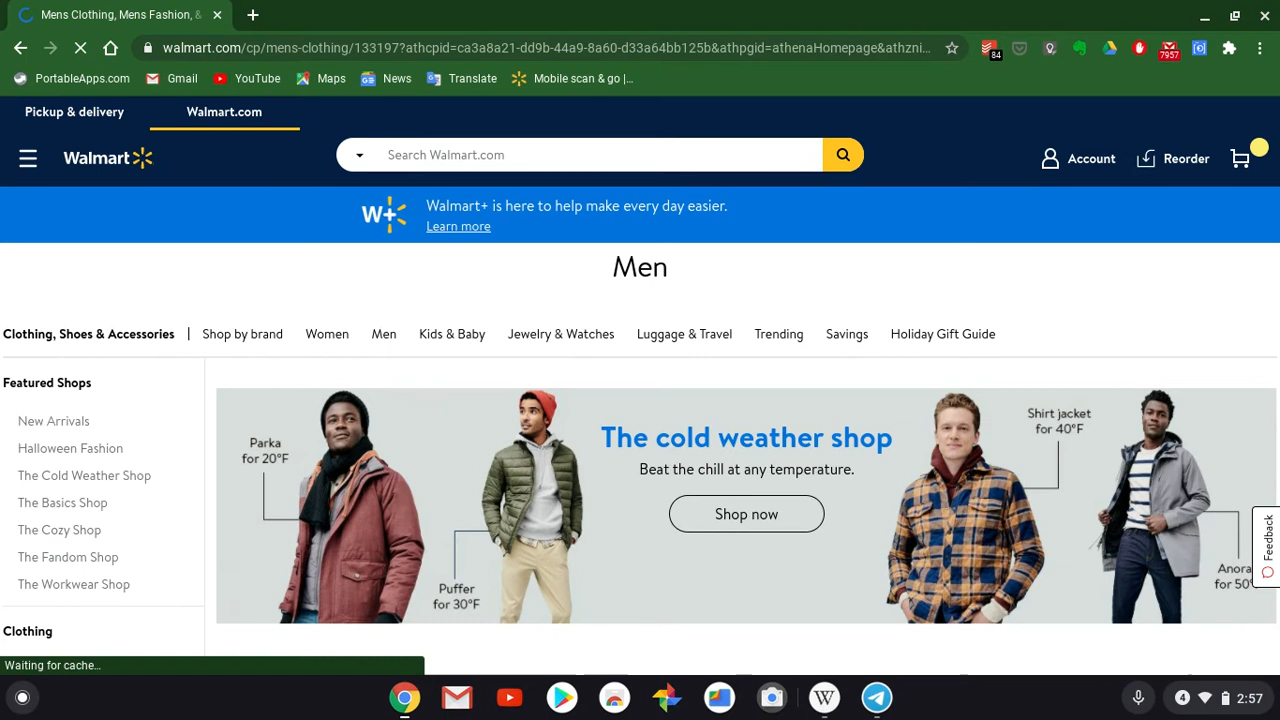 Mens Clothing, Mens Fashion, &
walmart.com/cp/mens-clothing/133197?athcpid=ca3a8a21-dd9b-44a9-8a60-d33a64bb125b&athpgid=athenaHomepage&athzni...
84
7957
PortableApps.com Gmail YouTube Maps News Translate Mobile scan & go |...
Pickup & delivery Walmart.com
Walmart
Search Walmart.com
Account Reorder
W+
Walmart+ is here to help make every day easier.
Learn more
Men
Clothing, Shoes & Accessories | Shop by brand Women Men Kids & Baby Jewelry & Watches Luggage & Travel Trending Savings Holiday Gift Guide
Featured Shops
New Arrivals
Halloween Fashion
The Cold Weather Shop
The Basics Shop
The Cozy Shop
The Fandom Shop
The Workwear Shop
Clothing
Parka
for 20°F
Puffer
for 30°F
The cold weather shop
Beat the chill at any temperature.
Shop now
Shirt jacket
for 40°F
Anora
for 50°
Feedback
Waiting for cache...
W
4 2:57